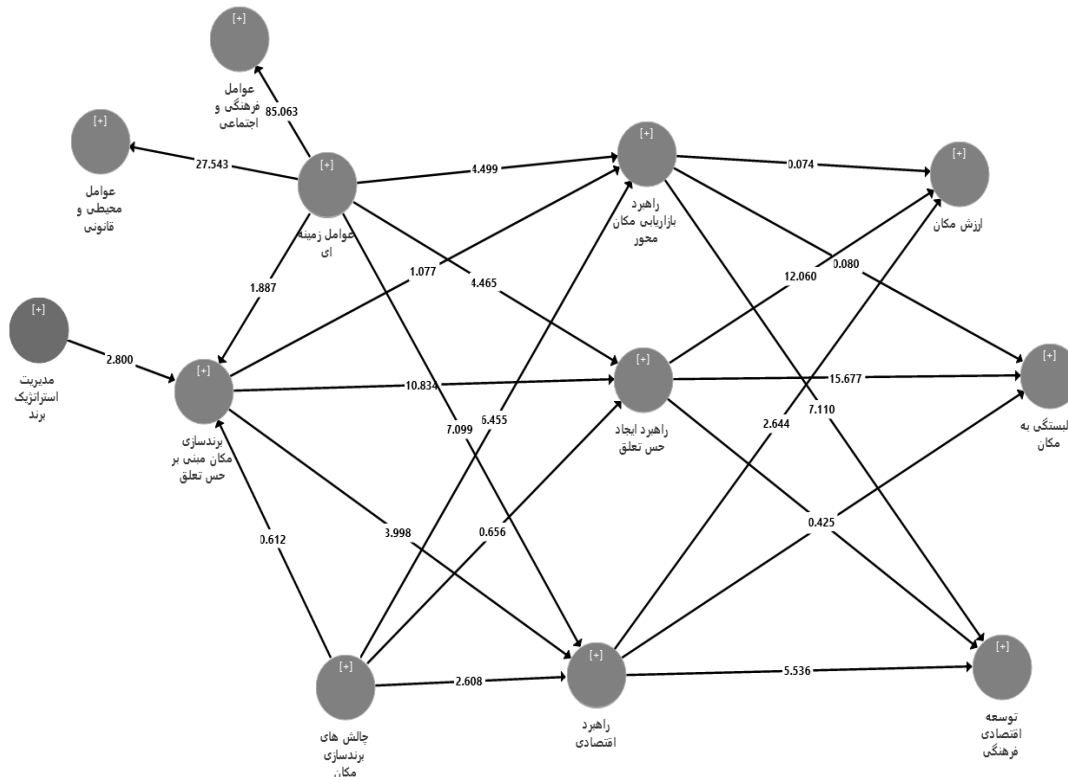 [+]
عوامل
فرهنگی و
اجتماعی
[+]
عوامل
محیطی و
قانونی
85.063
27.543
[+]
عوامل زمینه
ای
4.499
[+]
راهبرد
بازاریابی مکان
محور
0.074
[+]
ارزش مکان
1.887
1.077
4.465
12.060
0.080
[+]
مدیریت
استراتژیک
برند
2.800
[+]
برندسازی
مکان مبنی بر
حس تعلق
10.834
[+]
راهبرد ایجاد
حس تعلق
15.677
[+]
لبستگی به
مکان
6.455
7.099
2.644
7.110
0.612
3.998
0.656
0.425
[+]
چالش های
برندسازی
مکان
2.608
[+]
راهبرد
اقتصادی
5.536
[+]
توسعه
اقتصادی
فرهنگی